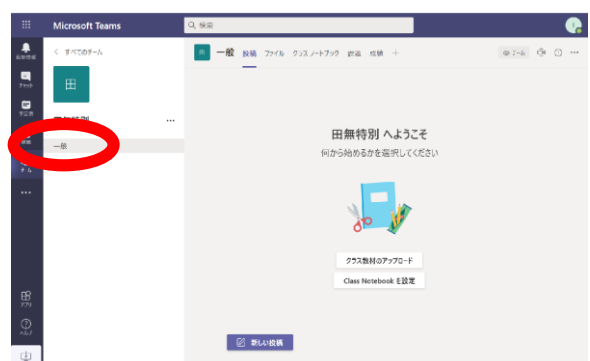 Microsoft Teams
検索
すべてのチーム
田
一般
一般 投稿 ファイル クラス ノートブック 課題 成績 +
チーム
田無特別 へようこそ
何から始めるかを選択してください
クラス教材のアップロード
Class Notebook を設定
アプリ
ヘルプ
新しい投稿